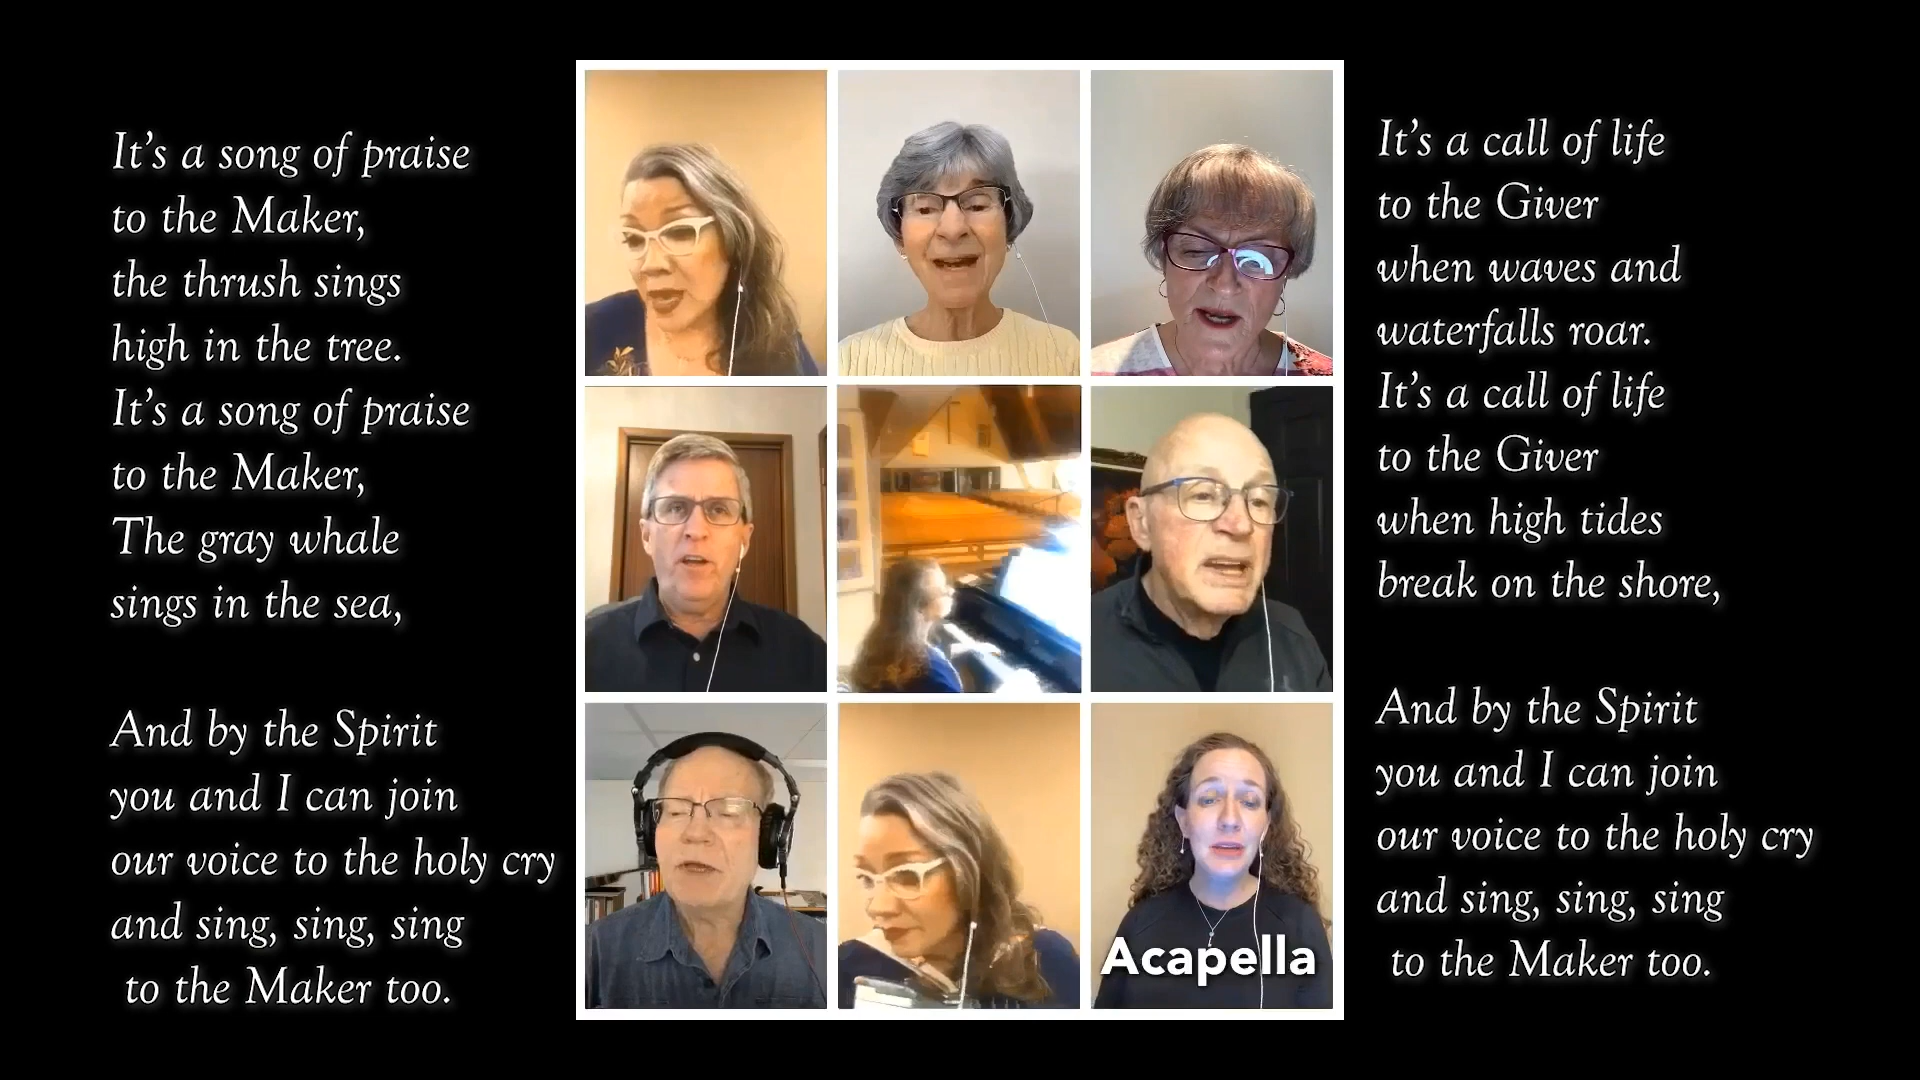 It's a song of praise
to the Maker,
the thrush sings
high in the tree.
It's a song of praise
to the Maker,
The gray whale
sings in the sea,
And by the Spirit
you and I can join
our voice to the holy cry
and sing, sing, sing
to the Maker too.
Acapella
It's a call of life
to the Giver
when waves and
waterfalls roar.
It's a call of life
to the Giver
when high tides
break on the shore,
And by the Spirit
you and I can join
our voice to the holy cry
and sing, sing, sing
to the Maker too.